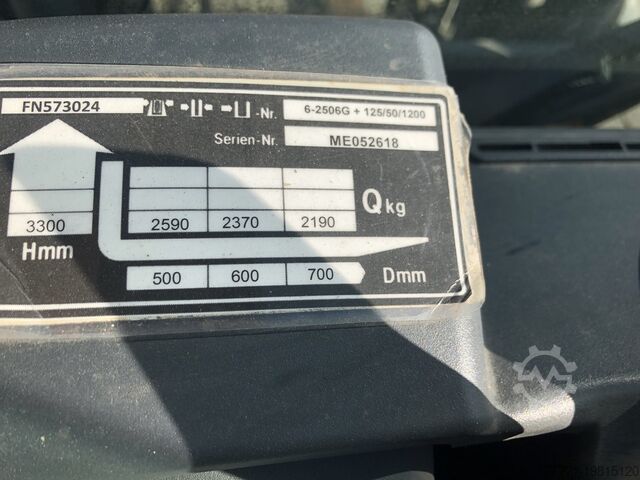 FN573024 -Nr. 6-2506G + 125/50/1200
Serien-Nr. ME052618
3300 2590 2370 2190 Q kg
Hmm
500 600 700 Dmm